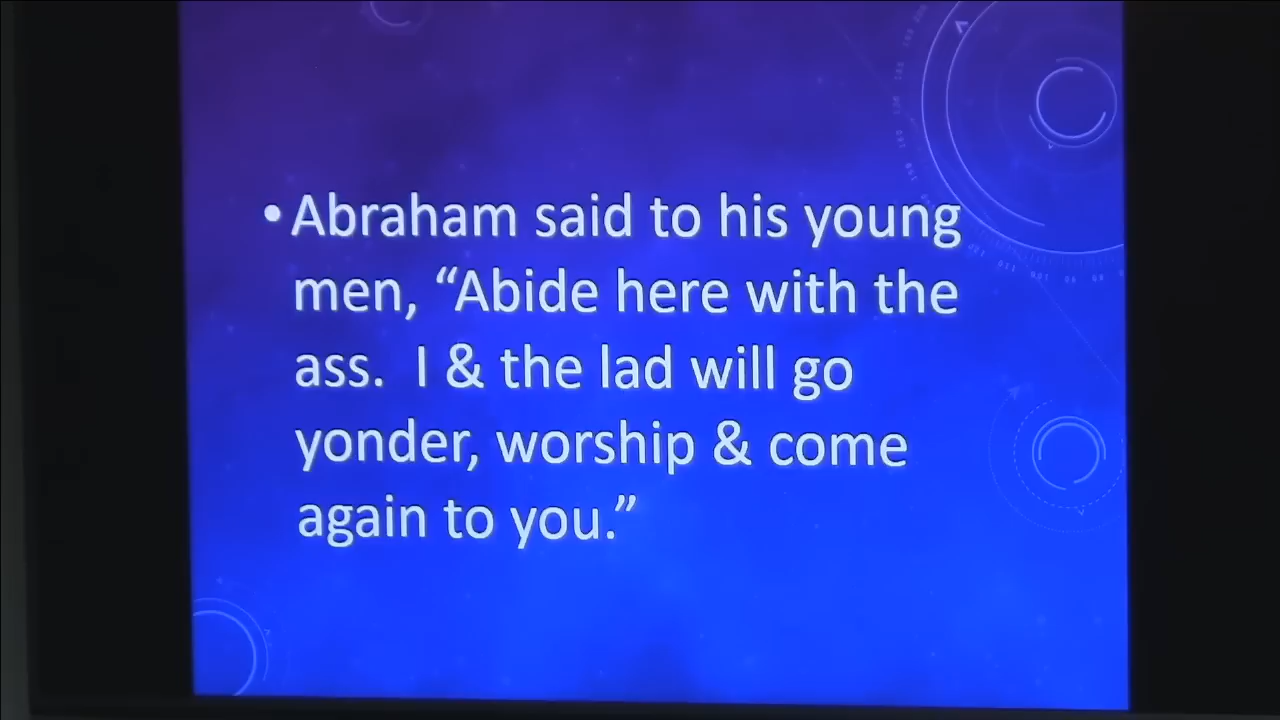 • Abraham said to his young
men, “Abide here with the
ass.  I & the lad will go
yonder, worship & come
again to you.”